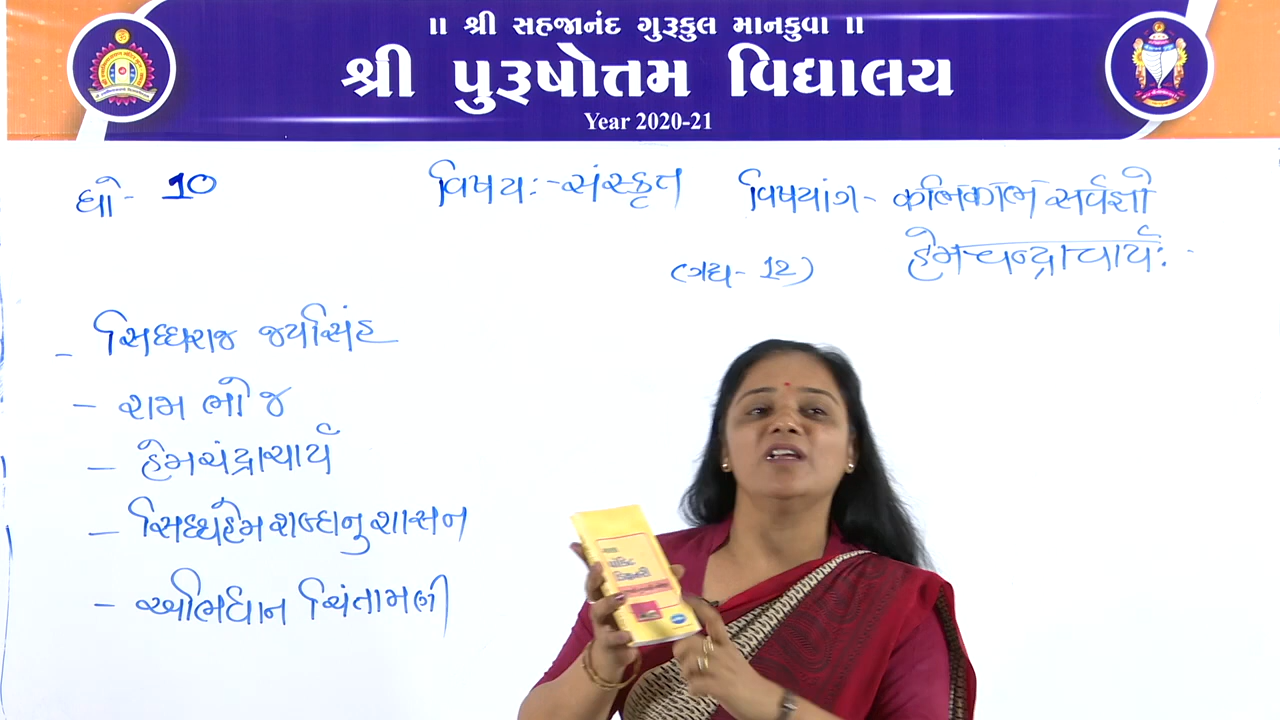 ॥ શ્રી સહજાનંદ ગુરૂકુલ માનકુવા ॥
શ્રી પુરૂષોત્તમ વિદ્યાલય
Year 2020-21
ધો- 10
વિષય:- સંસ્કૃત
વિષયાંગ - કલિકાલ સર્વજ્ઞો
હેમચન્દ્રાચાર્ય:
(ગદ્ય - 12)
- સિધ્ધરાજ જયસિંહ
- રામ ભોજ
- હેમચંદ્રાચાર્ય
- સિધ્ધહેમ શબ્દાનુશાસન
- અભિધાન ચિંતામણી